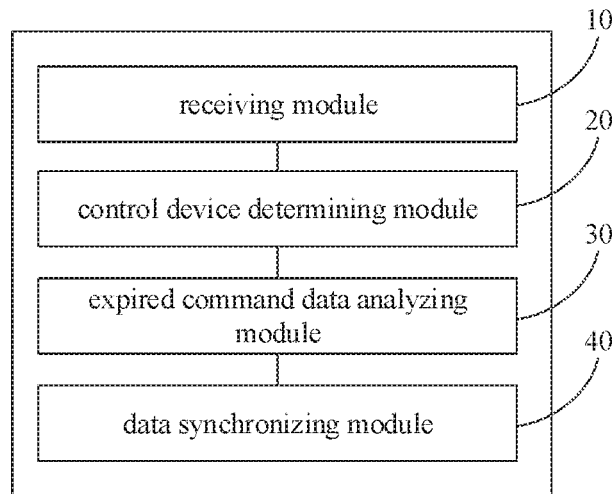 10
receiving module
20
control device determining module
30
expired command data analyzing
module
40
data synchronizing module